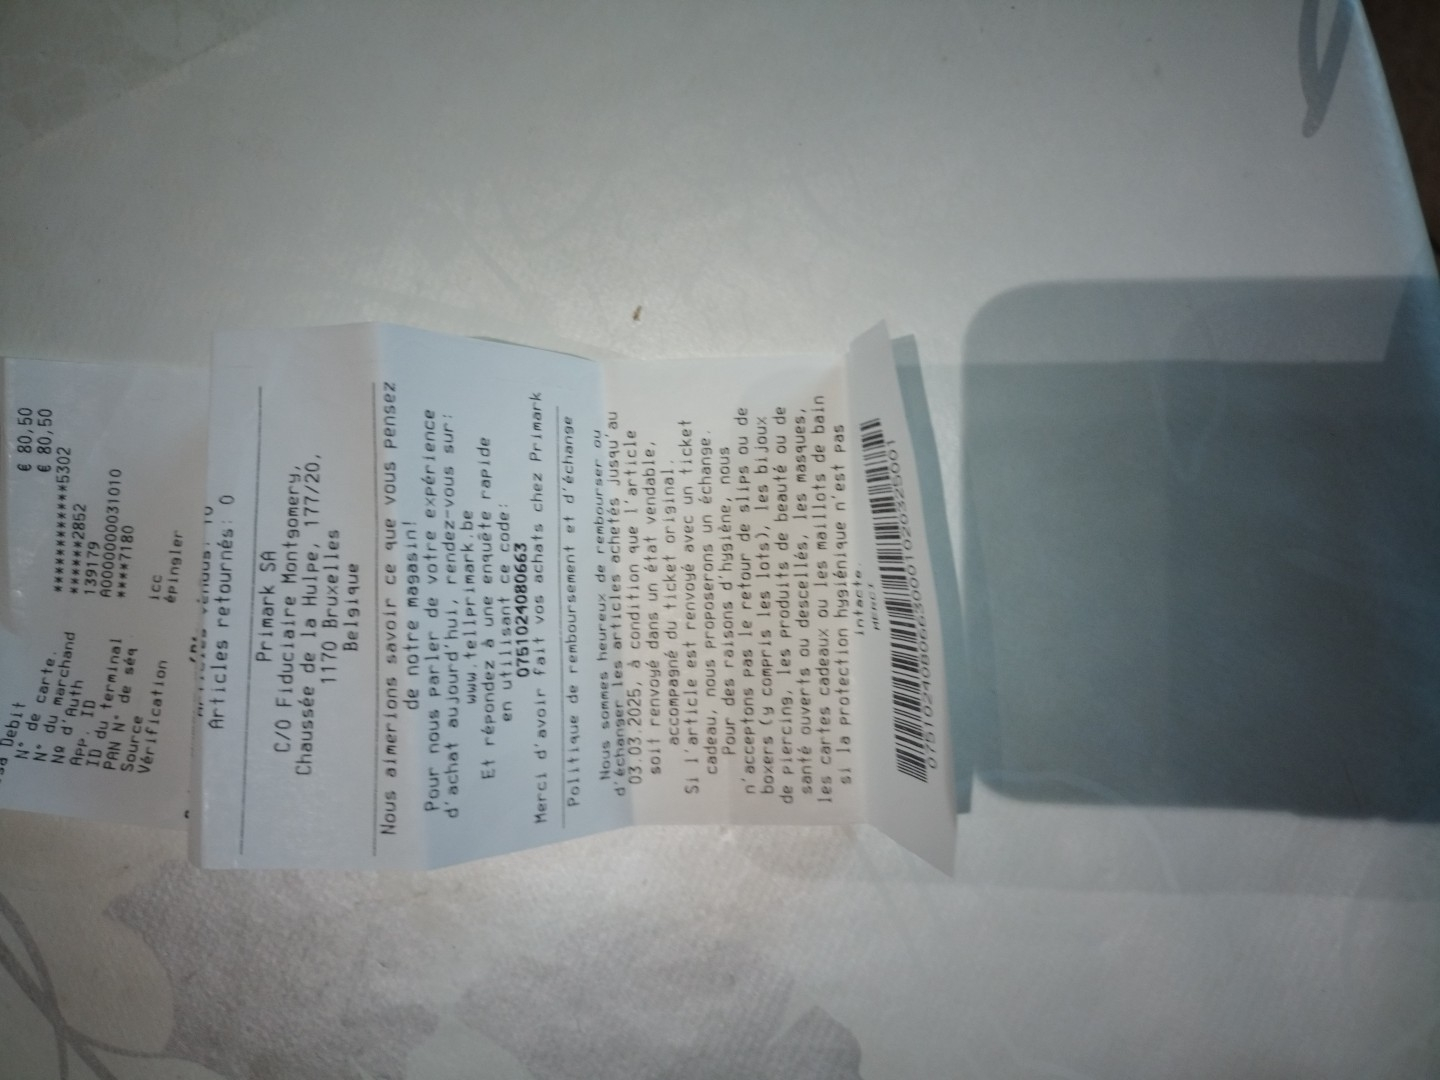 Debit € 80,50
€ 80,50
N° de carte. ************5302
N° du marchand *****2852
No d'Auth 139179
App. ID A0000000031010
ID du terminal ***7180
PAN N° de séq
Source icc
Vérification épingler
Articles retournés: 0
Primark SA
C/O Fiduciaire Montgomery,
Chaussée de la Hulpe, 177/20,
1170 Bruxelles
Belgique
Nous aimerions savoir ce que vous pensez
de notre magasin!
Pour nous parler de votre expérience
d'achat aujourd'hui, rendez-vous sur:
www.tellprimark.be
Et répondez à une enquête rapide
en utilisant ce code:
0751024080663
Merci d'avoir fait vos achats chez Primark
Politique de remboursement et d'échange
Nous sommes heureux de rembourser ou
d'échanger les articles achetés jusqu'au
03.03.2025, à condition que l'article
soit renvoyé dans un état vendable,
accompagné du ticket original.
Si l'article est renvoyé avec un ticket
cadeau, nous proposerons un échange.
Pour des raisons d'hygiène, nous
n'acceptons pas le retour de slips ou de
boxers (y compris les lots), les bijoux
de piercing, les produits de beauté ou de
santé ouverts ou descellés, les masques,
les cartes cadeaux ou les maillots de bain
si la protection hygiénique n'est pas
intacte.
MERCI